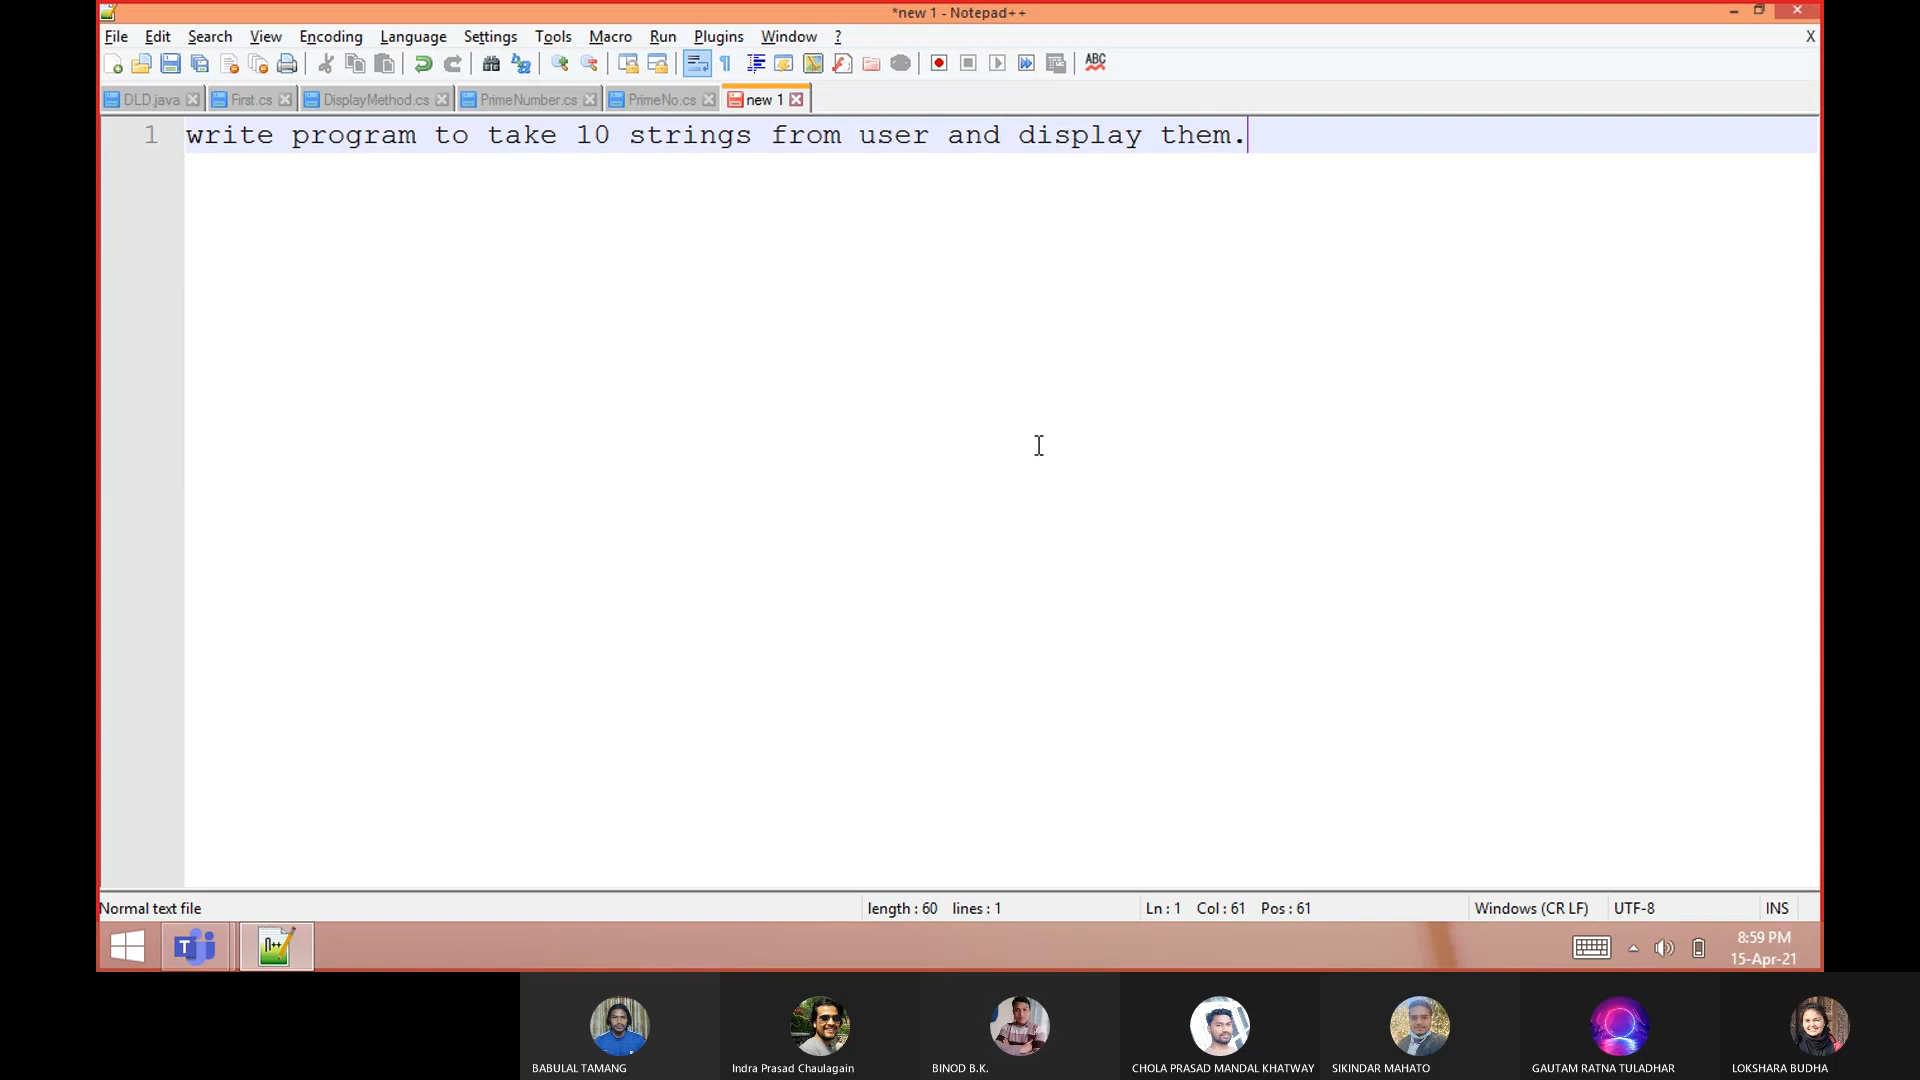 *new 1 - Notepad++
File Edit Search View Encoding Language Settings Tools Macro Run Plugins Window ? X
ABC
DLD.java First.cs DisplayMethod.cs PrimeNumber.cs PrimeNo.cs new 1
1 write program to take 10 strings from user and display them.
Normal text file length : 60 lines : 1 Ln : 1 Col : 61 Pos : 61 Windows (CR LF) UTF-8 INS
T n++ 8:59 PM
15-Apr-21
BABULAL TAMANG Indra Prasad Chaulagain BINOD B.K. CHOLA PRASAD MANDAL KHATWAY SIKINDAR MAHATO GAUTAM RATNA TULADHAR LOKSHARA BUDHA